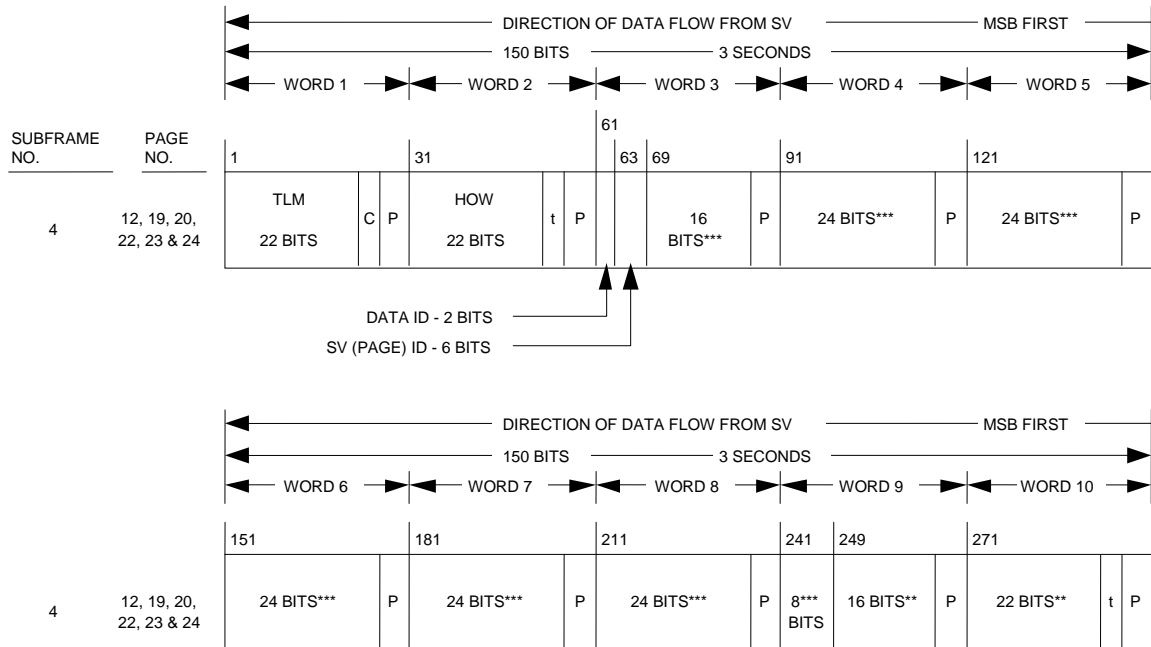 DIRECTION OF DATA FLOW FROM SV MSB FIRST
150 BITS 3 SECONDS
WORD 1 WORD 2 WORD 3 WORD 4 WORD 5
SUBFRAME NO. PAGE NO.
1 31 61 63 69 91 121
4 12, 19, 20, 22, 23 & 24
TLM 22 BITS C P HOW 22 BITS t P 16 BITS*** P 24 BITS*** P 24 BITS*** P
DATA ID - 2 BITS
SV (PAGE) ID - 6 BITS
DIRECTION OF DATA FLOW FROM SV MSB FIRST
150 BITS 3 SECONDS
WORD 6 WORD 7 WORD 8 WORD 9 WORD 10
151 181 211 241 249 271
4 12, 19, 20, 22, 23 & 24
24 BITS*** P 24 BITS*** P 24 BITS*** P 8*** BITS 16 BITS** P 22 BITS** t P